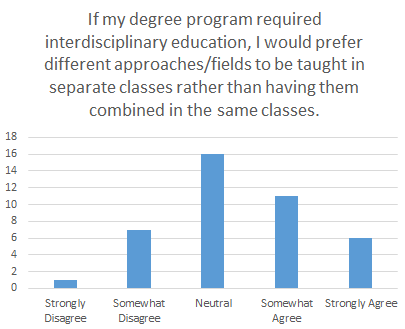 If my degree program required
interdisciplinary education, I would prefer
different approaches/fields to be taught in
separate classes rather than having them
combined in the same classes.
18
16
14
12
10
8
6
4
2
0
Strongly Disagree
Somewhat Disagree
Neutral
Somewhat Agree
Strongly Agree